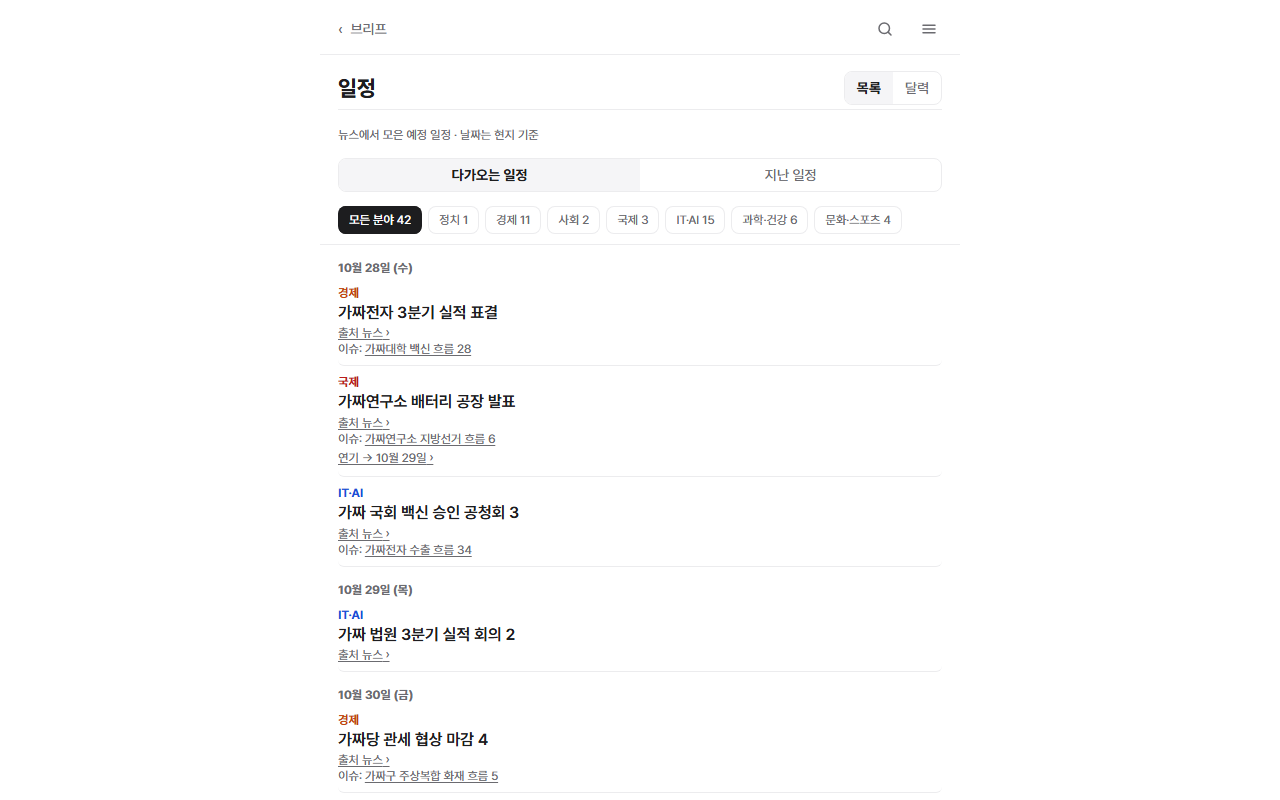 ‹ 브리프
일정
목록 달력
뉴스에서 모은 예정 일정 · 날짜는 현지 기준
다가오는 일정 지난 일정
모든 분야 42 정치 1 경제 11 사회 2 국제 3 IT·AI 15 과학·건강 6 문화·스포츠 4
10월 28일 (수)
경제
가짜전자 3분기 실적 표결
출처 뉴스 ›
이슈: 가짜대학 백신 흐름 28
국제
가짜연구소 배터리 공장 발표
출처 뉴스 ›
이슈: 가짜연구소 지방선거 흐름 6
연기 → 10월 29일 ›
IT·AI
가짜 국회 백신 승인 공청회 3
출처 뉴스 ›
이슈: 가짜전자 수출 흐름 34
10월 29일 (목)
IT·AI
가짜 법원 3분기 실적 회의 2
출처 뉴스 ›
10월 30일 (금)
경제
가짜당 관세 협상 마감 4
출처 뉴스 ›
이슈: 가짜구 주상복합 화재 흐름 5